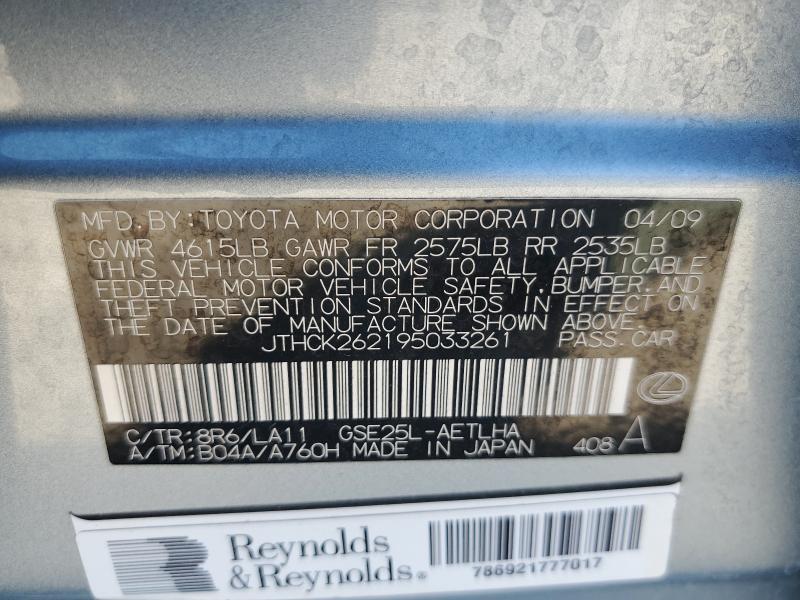 MFD. BY: TOYOTA MOTOR CORPORATION 04/09
GVWR 4615LB, GAWR FR 2575LB RR 2535LB
THIS VEHICLE CONFORMS TO ALL APPLICABLE
FEDERAL MOTOR VEHICLE SAFETY, BUMPER, AND
THEFT PREVENTION STANDARDS IN EFFECT ON
THE DATE OF MANUFACTURE SHOWN ABOVE.
JTHCK262195033261 PASS. CAR
C/TR: 8R6/LA11 GSE25L-AETLHA
A/TM: B04A/A760H MADE IN JAPAN 408 A
Reynolds
& Reynolds®
786921777017